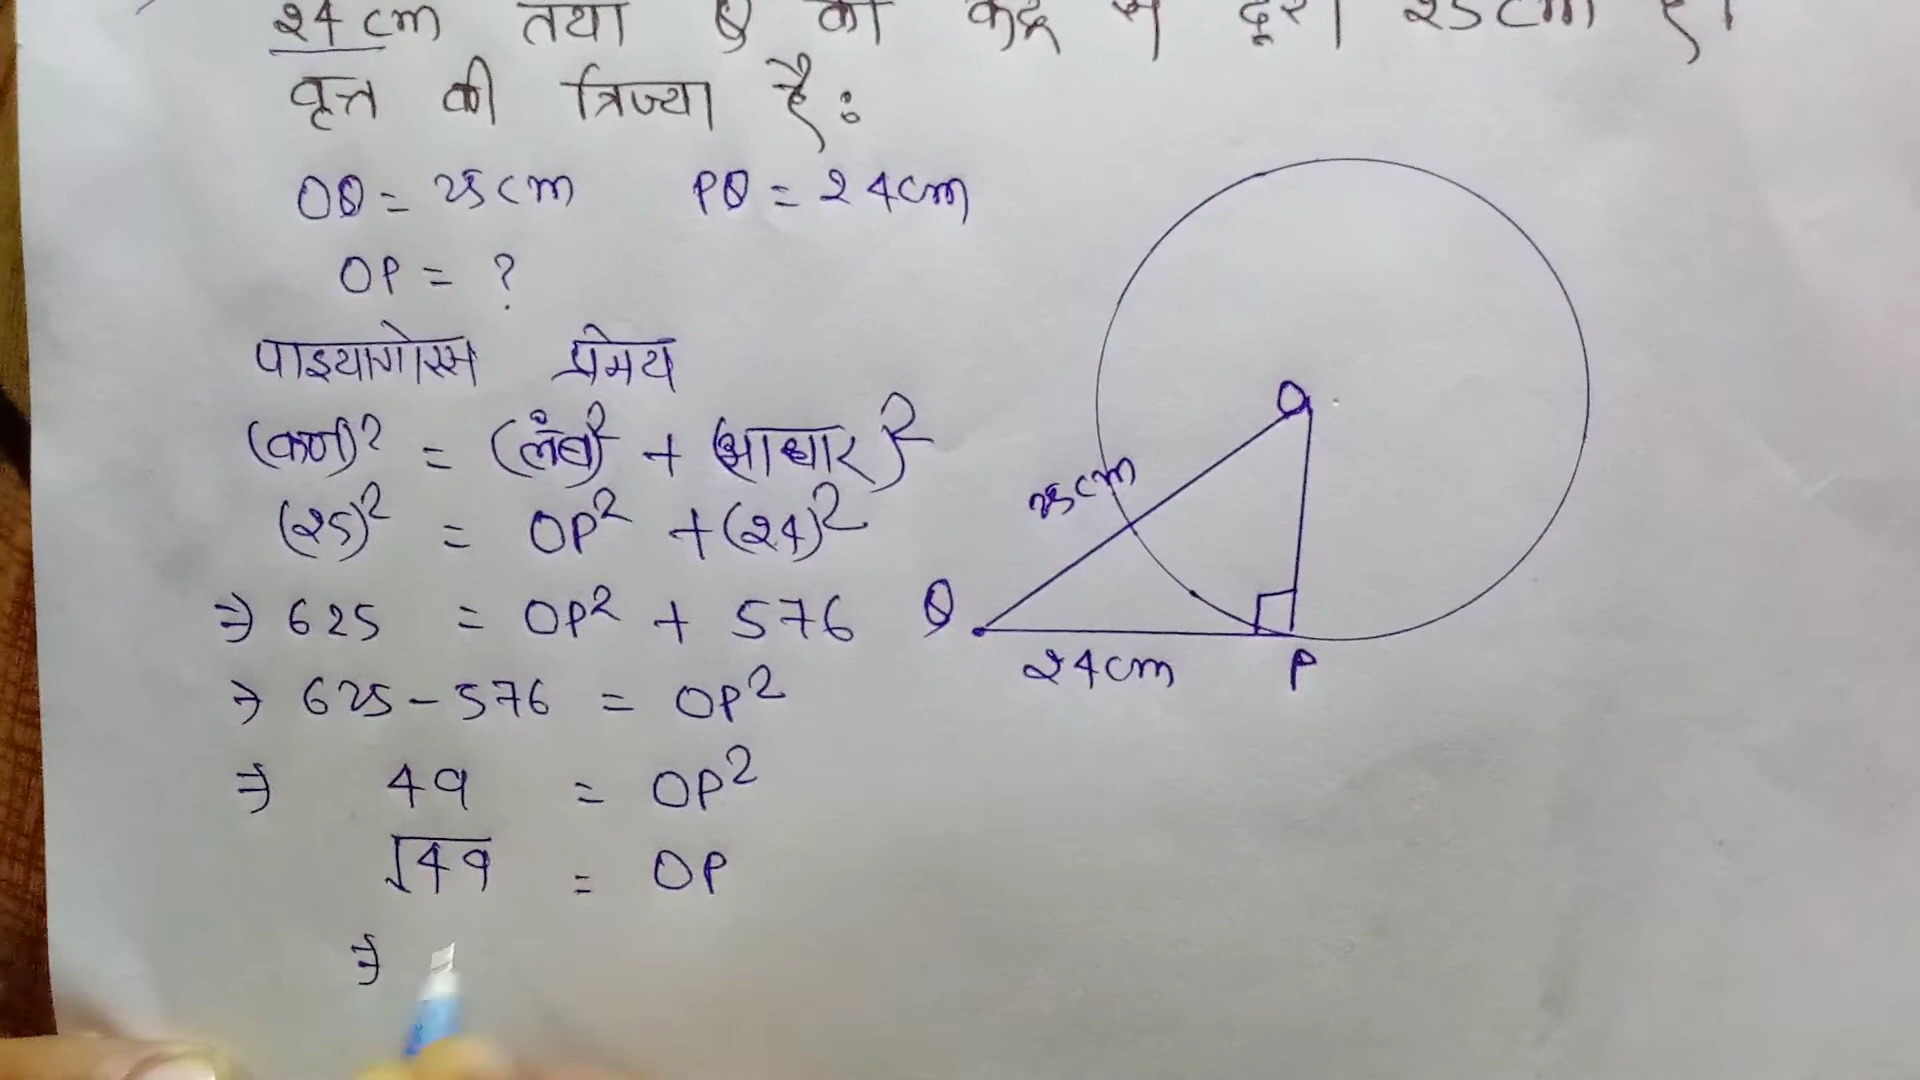 24 cm तथा Q की केंद्र से दूरी 25 cm है।
वृत्त की त्रिज्या है:
OQ = 25 cm PQ = 24 cm
OP = ?
पाइथागोरस प्रमेय
(कर्ण)² = (लंब)² + (आधार)²
(25)² = OP² + (24)²
⇒ 625 = OP² + 576
⇒ 625 - 576 = OP²
⇒ 49 = OP²
√49 = OP
⇒
O
25 cm
Q
24 cm P